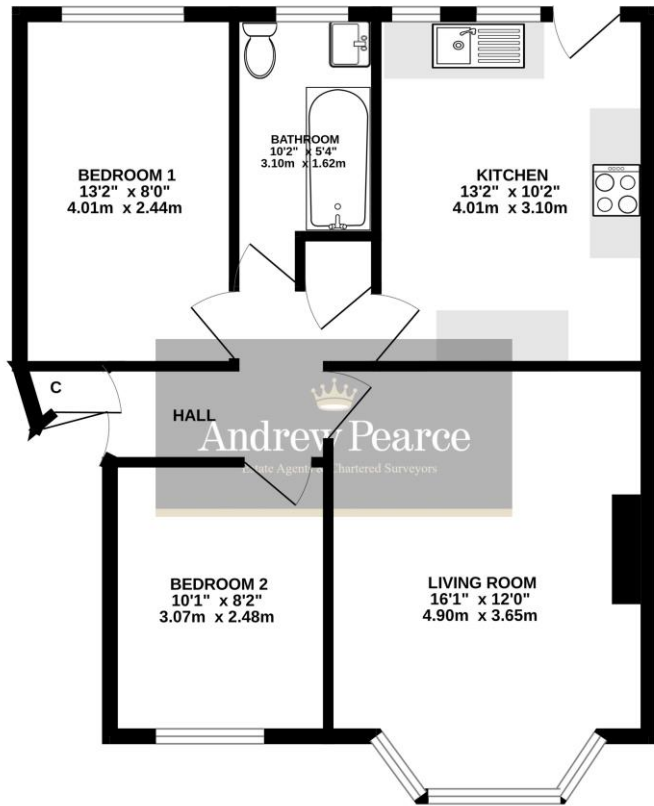 BEDROOM 1
13'2" x 8'0"
4.01m x 2.44m
BATHROOM
10'2" x 5'4"
3.10m x 1.62m
KITCHEN
13'2" x 10'2"
4.01m x 3.10m
C
HALL
Andrew Pearce
Estate Agents & Chartered Surveyors
BEDROOM 2
10'1" x 8'2"
3.07m x 2.48m
LIVING ROOM
16'1" x 12'0"
4.90m x 3.65m